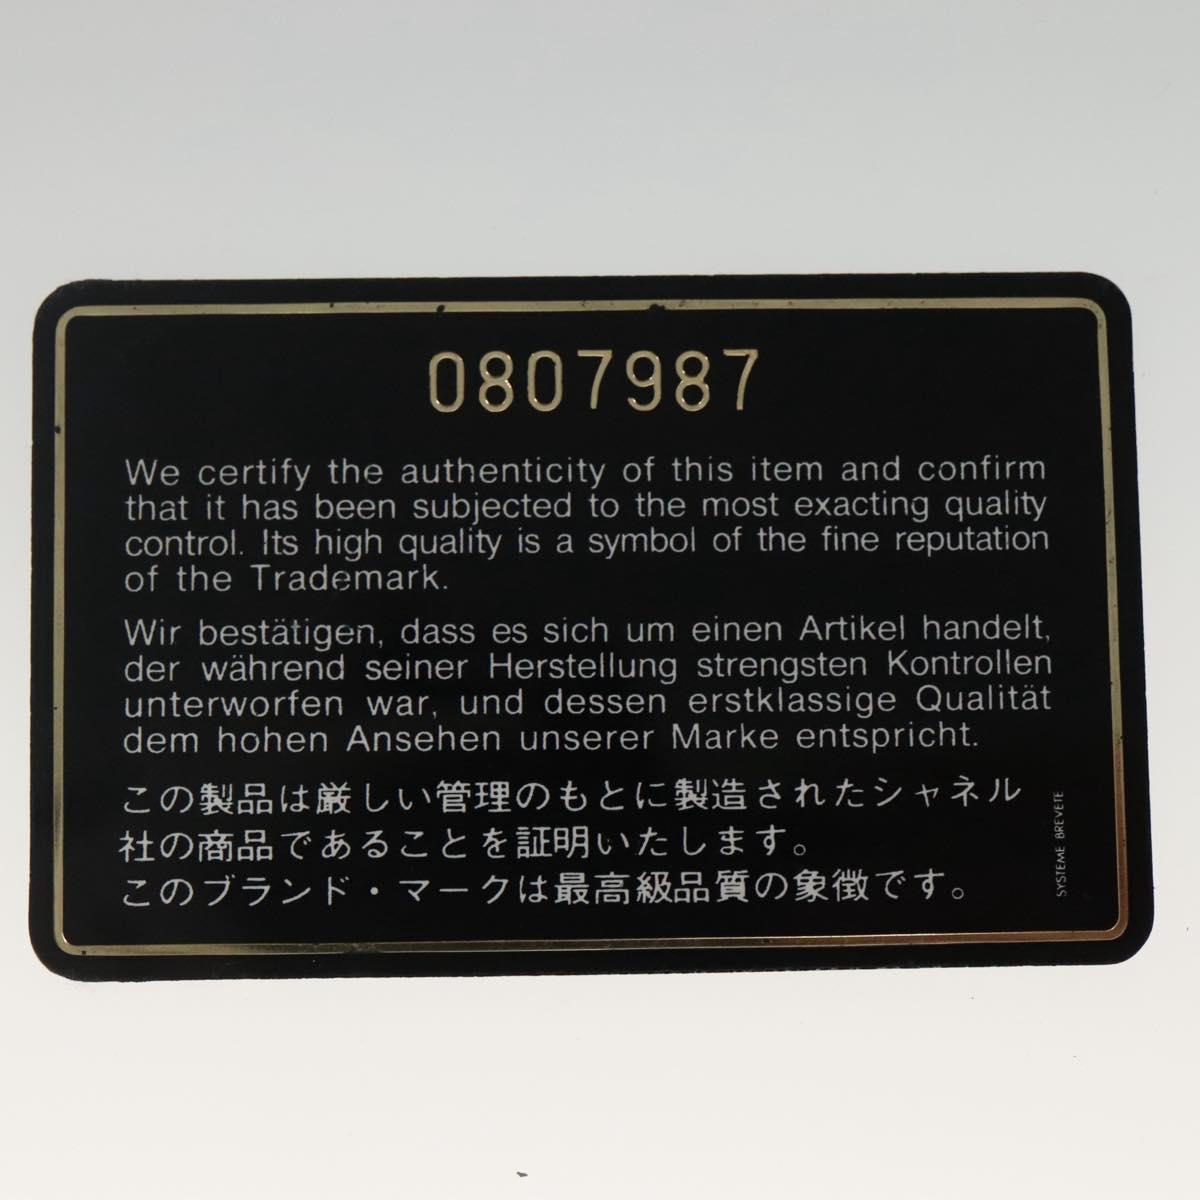 0807987
We certify the authenticity of this item and confirm
that it has been subjected to the most exacting quality
control. Its high quality is a symbol of the fine reputation
of the Trademark.
Wir bestätigen, dass es sich um einen Artikel handelt,
der während seiner Herstellung strengsten Kontrollen
unterworfen war, und dessen erstklassige Qualität
dem hohen Ansehen unserer Marke entspricht.
この製品は厳しい管理のもとに製造されたシャネル
社の商品であることを証明いたします。
このブランド・マークは最高級品質の象徴です。
SYSTEME BREVETE